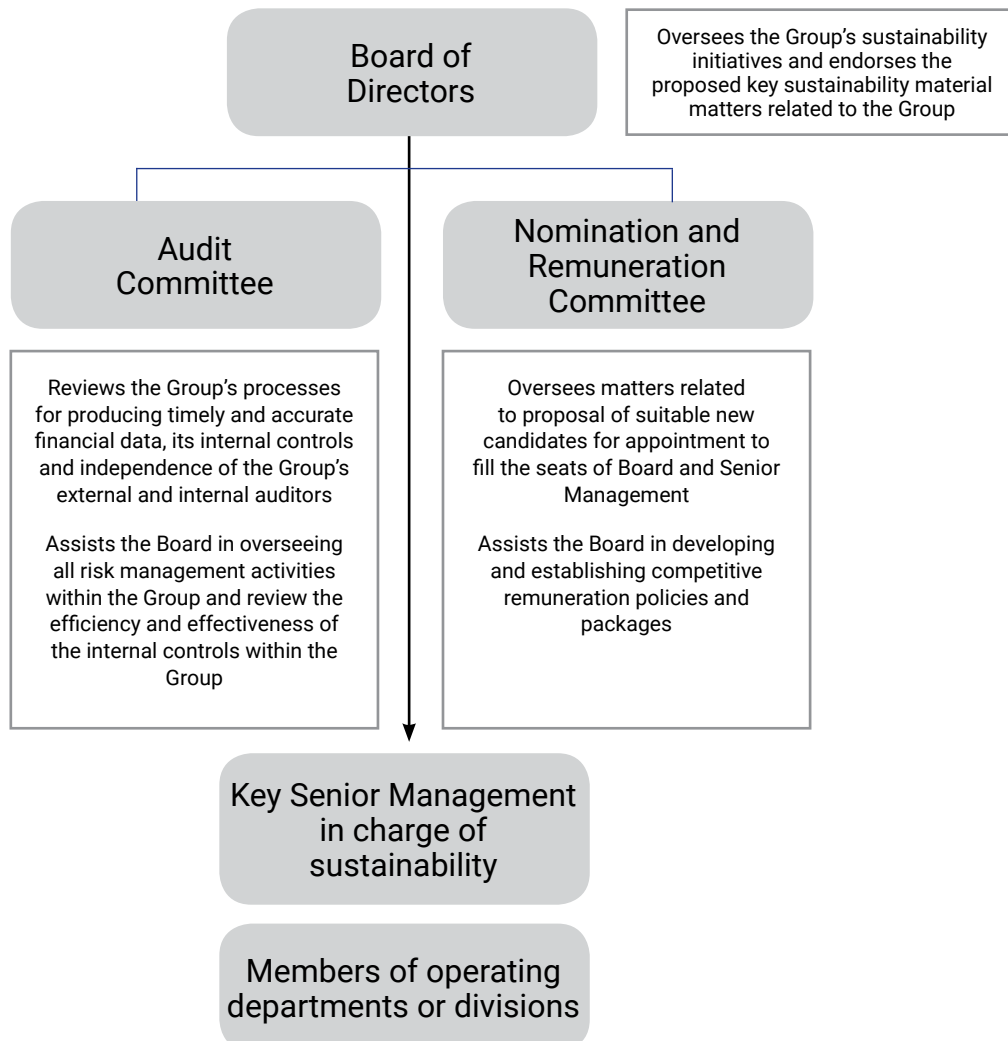 Board of
Directors
Oversees the Group’s sustainability
initiatives and endorses the
proposed key sustainability material
matters related to the Group
Audit
Committee
Nomination and
Remuneration
Committee
Reviews the Group’s processes
for producing timely and accurate
financial data, its internal controls
and independence of the Group’s
external and internal auditors
Assists the Board in overseeing
all risk management activities
within the Group and review the
efficiency and effectiveness of
the internal controls within the
Group
Oversees matters related
to proposal of suitable new
candidates for appointment to
fill the seats of Board and Senior
Management
Assists the Board in developing
and establishing competitive
remuneration policies and
packages
Key Senior Management
in charge of
sustainability
Members of operating
departments or divisions